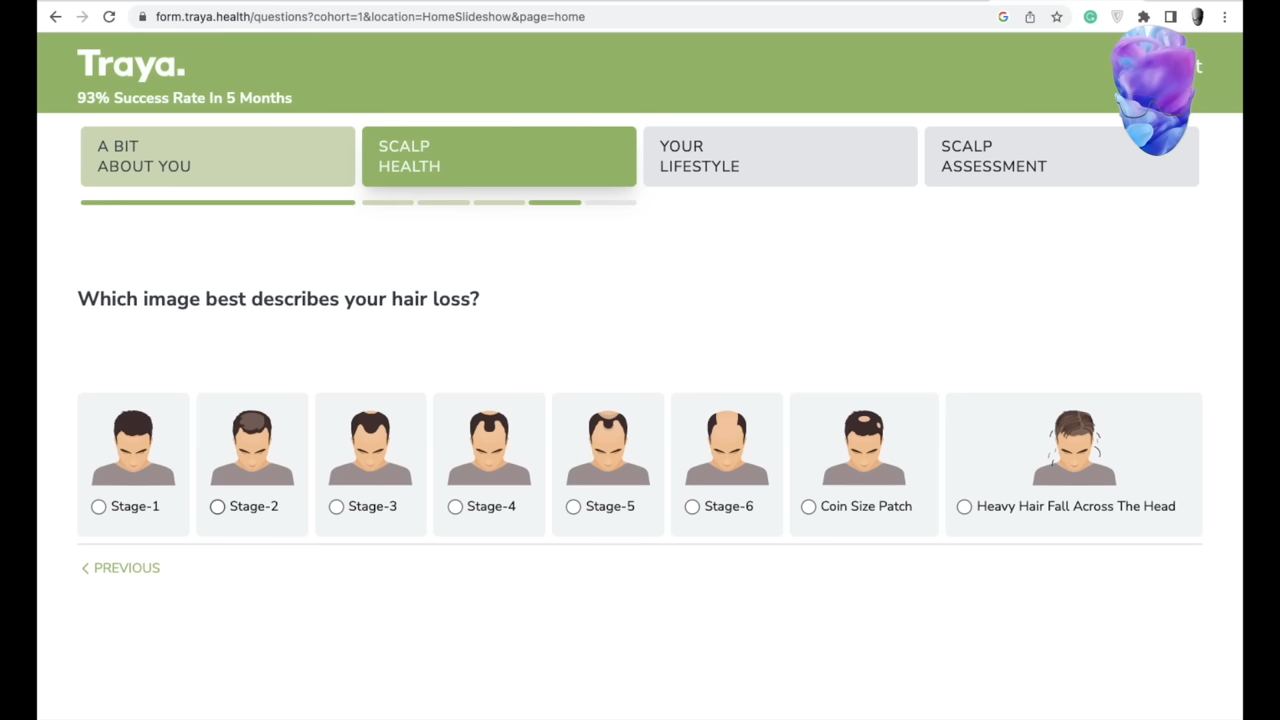 form.traya.health/questions?cohort=1&location=HomeSlideshow&page=home
Traya.
93% Success Rate In 5 Months
t
A BIT
ABOUT YOU
SCALP
HEALTH
YOUR
LIFESTYLE
SCALP
ASSESSMENT
Which image best describes your hair loss?
Stage-1
Stage-2
Stage-3
Stage-4
Stage-5
Stage-6
Coin Size Patch
Heavy Hair Fall Across The Head
PREVIOUS